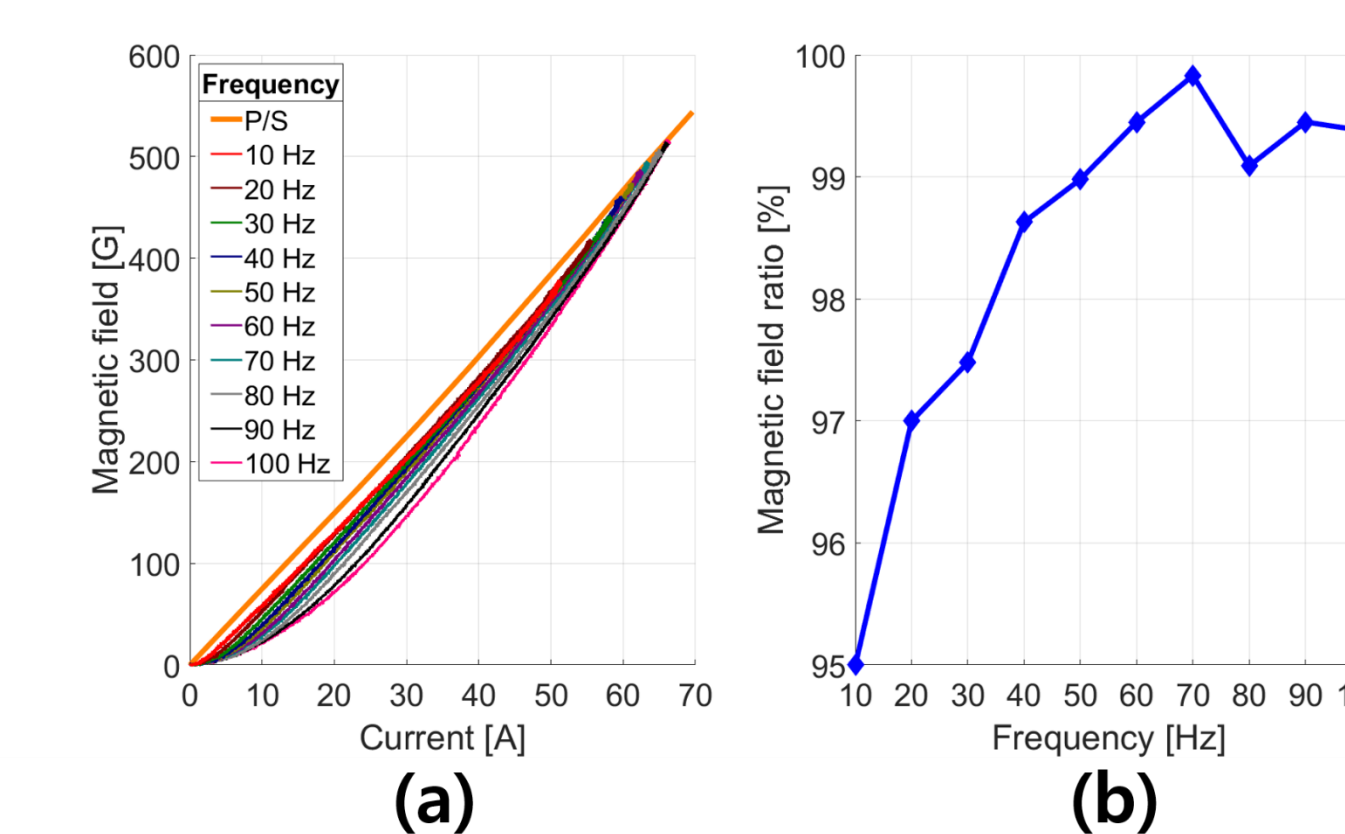 600
500
400
300
200
100
0
0 10 20 30 40 50 60 70
Magnetic field [G]
Current [A]
Frequency
P/S
10 Hz
20 Hz
30 Hz
40 Hz
50 Hz
60 Hz
70 Hz
80 Hz
90 Hz
100 Hz
(a)
100
99
98
97
96
95
10 20 30 40 50 60 70 80 90
Magnetic field ratio [%]
Frequency [Hz]
(b)